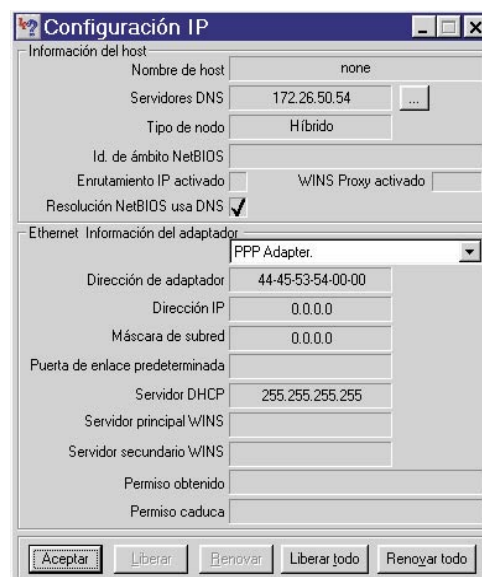 Configuración IP
Información del host
Nombre de host none
Servidores DNS 172.26.50.54 ...
Tipo de nodo Híbrido
Id. de ámbito NetBIOS
Enrutamiento IP activado WINS Proxy activado
Resolución NetBIOS usa DNS
Ethernet Información del adaptador
PPP Adapter.
Dirección de adaptador 44-45-53-54-00-00
Dirección IP 0.0.0.0
Máscara de subred 0.0.0.0
Puerta de enlace predeterminada
Servidor DHCP 255.255.255.255
Servidor principal WINS
Servidor secundario WINS
Permiso obtenido
Permiso caduca
Aceptar Liberar Renovar Liberar todo Renovar todo